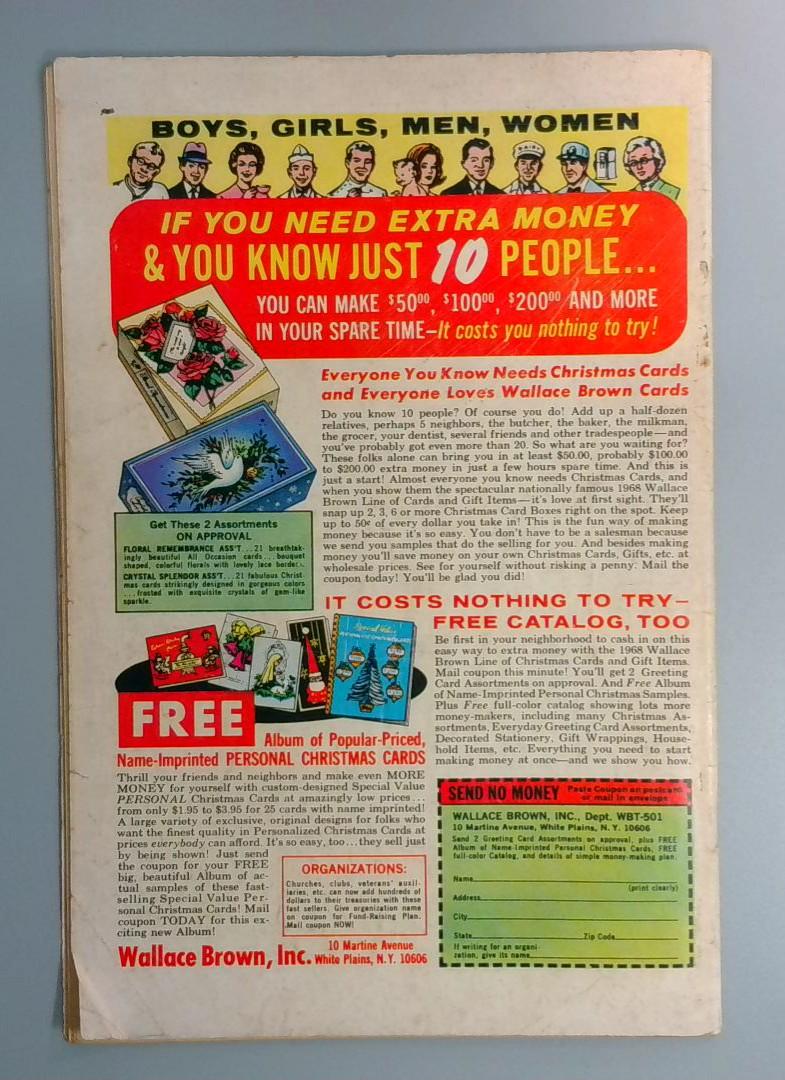 BOYS, GIRLS, MEN, WOMEN
IF YOU NEED EXTRA MONEY
& YOU KNOW JUST 10 PEOPLE...
YOU CAN MAKE $50⁰⁰, $100⁰⁰, $200⁰⁰ AND MORE
IN YOUR SPARE TIME—It costs you nothing to try!
Everyone You Know Needs Christmas Cards
and Everyone Loves Wallace Brown Cards
Do you know 10 people? Of course you do! Add up a half-dozen
relatives, perhaps 5 neighbors, the butcher, the baker, the milkman,
the grocer, your dentist, several friends and other tradespeople—and
you've probably got even more than 20. So what are you waiting for?
These folks alone can bring you in at least $50.00, probably $100.00
to $200.00 extra money in just a few hours spare time. And this is
just a start! Almost everyone you know needs Christmas Cards, and
when you show them the spectacular nationally famous 1968 Wallace
Brown Line of Cards and Gift Items—it's love at first sight. They'll
snap up 2, 3, 6 or more Christmas Card Boxes right on the spot. Keep
up to 50¢ of every dollar you take in! This is the fun way of making
money because it's so easy. You don't have to be a salesman because
we send you samples that do the selling for you. And besides making
money you'll save money on your own Christmas Cards, Gifts, etc. at
wholesale prices. See for yourself without risking a penny. Mail the
coupon today! You'll be glad you did!
Get These 2 Assortments
ON APPROVAL
FLORAL REMEMBRANCE ASS'T...21 breathtak-
ingly beautiful All Occasion cards...bouquet
shaped, colorful florals with lovely lace borders.
CRYSTAL SPLENDOR ASS'T...21 fabulous Christ-
mas cards strikingly designed in gorgeous colors
...frosted with exquisite crystals of gem-like
sparkle.
IT COSTS NOTHING TO TRY—
FREE CATALOG, TOO
Be first in your neighborhood to cash in on this
easy way to extra money with the 1968 Wallace
Brown Line of Christmas Cards and Gift Items.
Mail coupon this minute! You'll get 2 Greeting
Card Assortments on approval. And Free Album
of Name-Imprinted Personal Christmas Samples.
Plus Free full-color catalog showing lots more
money-makers, including many Christmas As-
sortments, Everyday Greeting Card Assortments,
Decorated Stationery, Gift Wrappings, House-
hold Items, etc. Everything you need to start
making money at once—and we show you how.
FREE Album of Popular-Priced,
Name-Imprinted PERSONAL CHRISTMAS CARDS
Thrill your friends and neighbors and make even MORE
MONEY for yourself with custom-designed Special Value
PERSONAL Christmas Cards at amazingly low prices...
from only $1.95 to $3.95 for 25 cards with name imprinted!
A large variety of exclusive, original designs for folks who
want the finest quality in Personalized Christmas Cards at
prices everybody can afford. It's so easy, too...they sell just
by being shown! Just send
the coupon for your FREE
big, beautiful Album of ac-
tual samples of these fast-
selling Special Value Per-
sonal Christmas Cards! Mail
coupon TODAY for this ex-
citing new Album!
ORGANIZATIONS:
Churches, clubs, veterans' auxil-
iaries, etc. can now add hundreds of
dollars to their treasuries with these
fast sellers. Give organization name
on coupon for Fund-Raising Plan.
Mail coupon NOW!
Wallace Brown, Inc. 10 Martine Avenue
White Plains, N.Y. 10606
SEND NO MONEY Paste Coupon on postcard
or mail in envelope
WALLACE BROWN, INC., Dept. WBT-501
10 Martine Avenue, White Plains, N. Y. 10606
Send 2 Greeting Card Assortments on approval, plus FREE
Album of Name-Imprinted Personal Christmas Cards, FREE
full-color Catalog, and details of simple money-making plan.
Name
(print clearly)
Address
City
State Zip Code
If writing for an organi-
zation, give its name